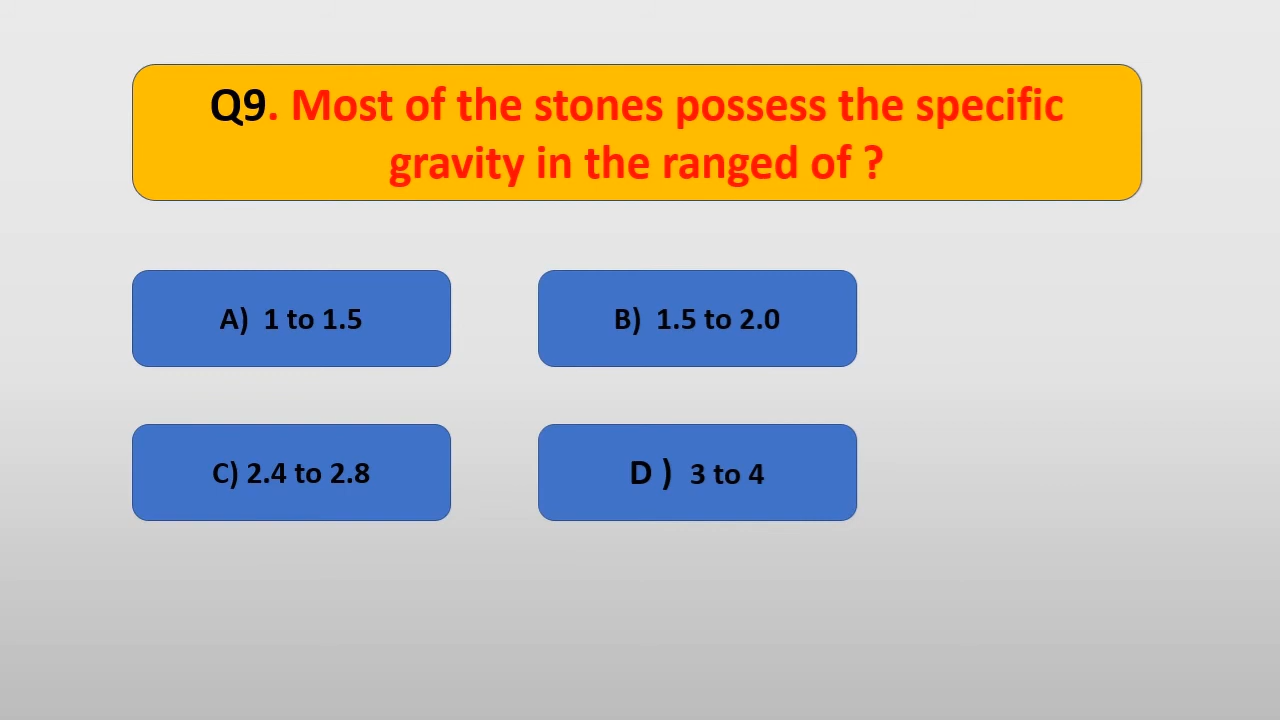 Q9. Most of the stones possess the specific
gravity in the ranged of ?
A) 1 to 1.5
B) 1.5 to 2.0
C) 2.4 to 2.8
D ) 3 to 4